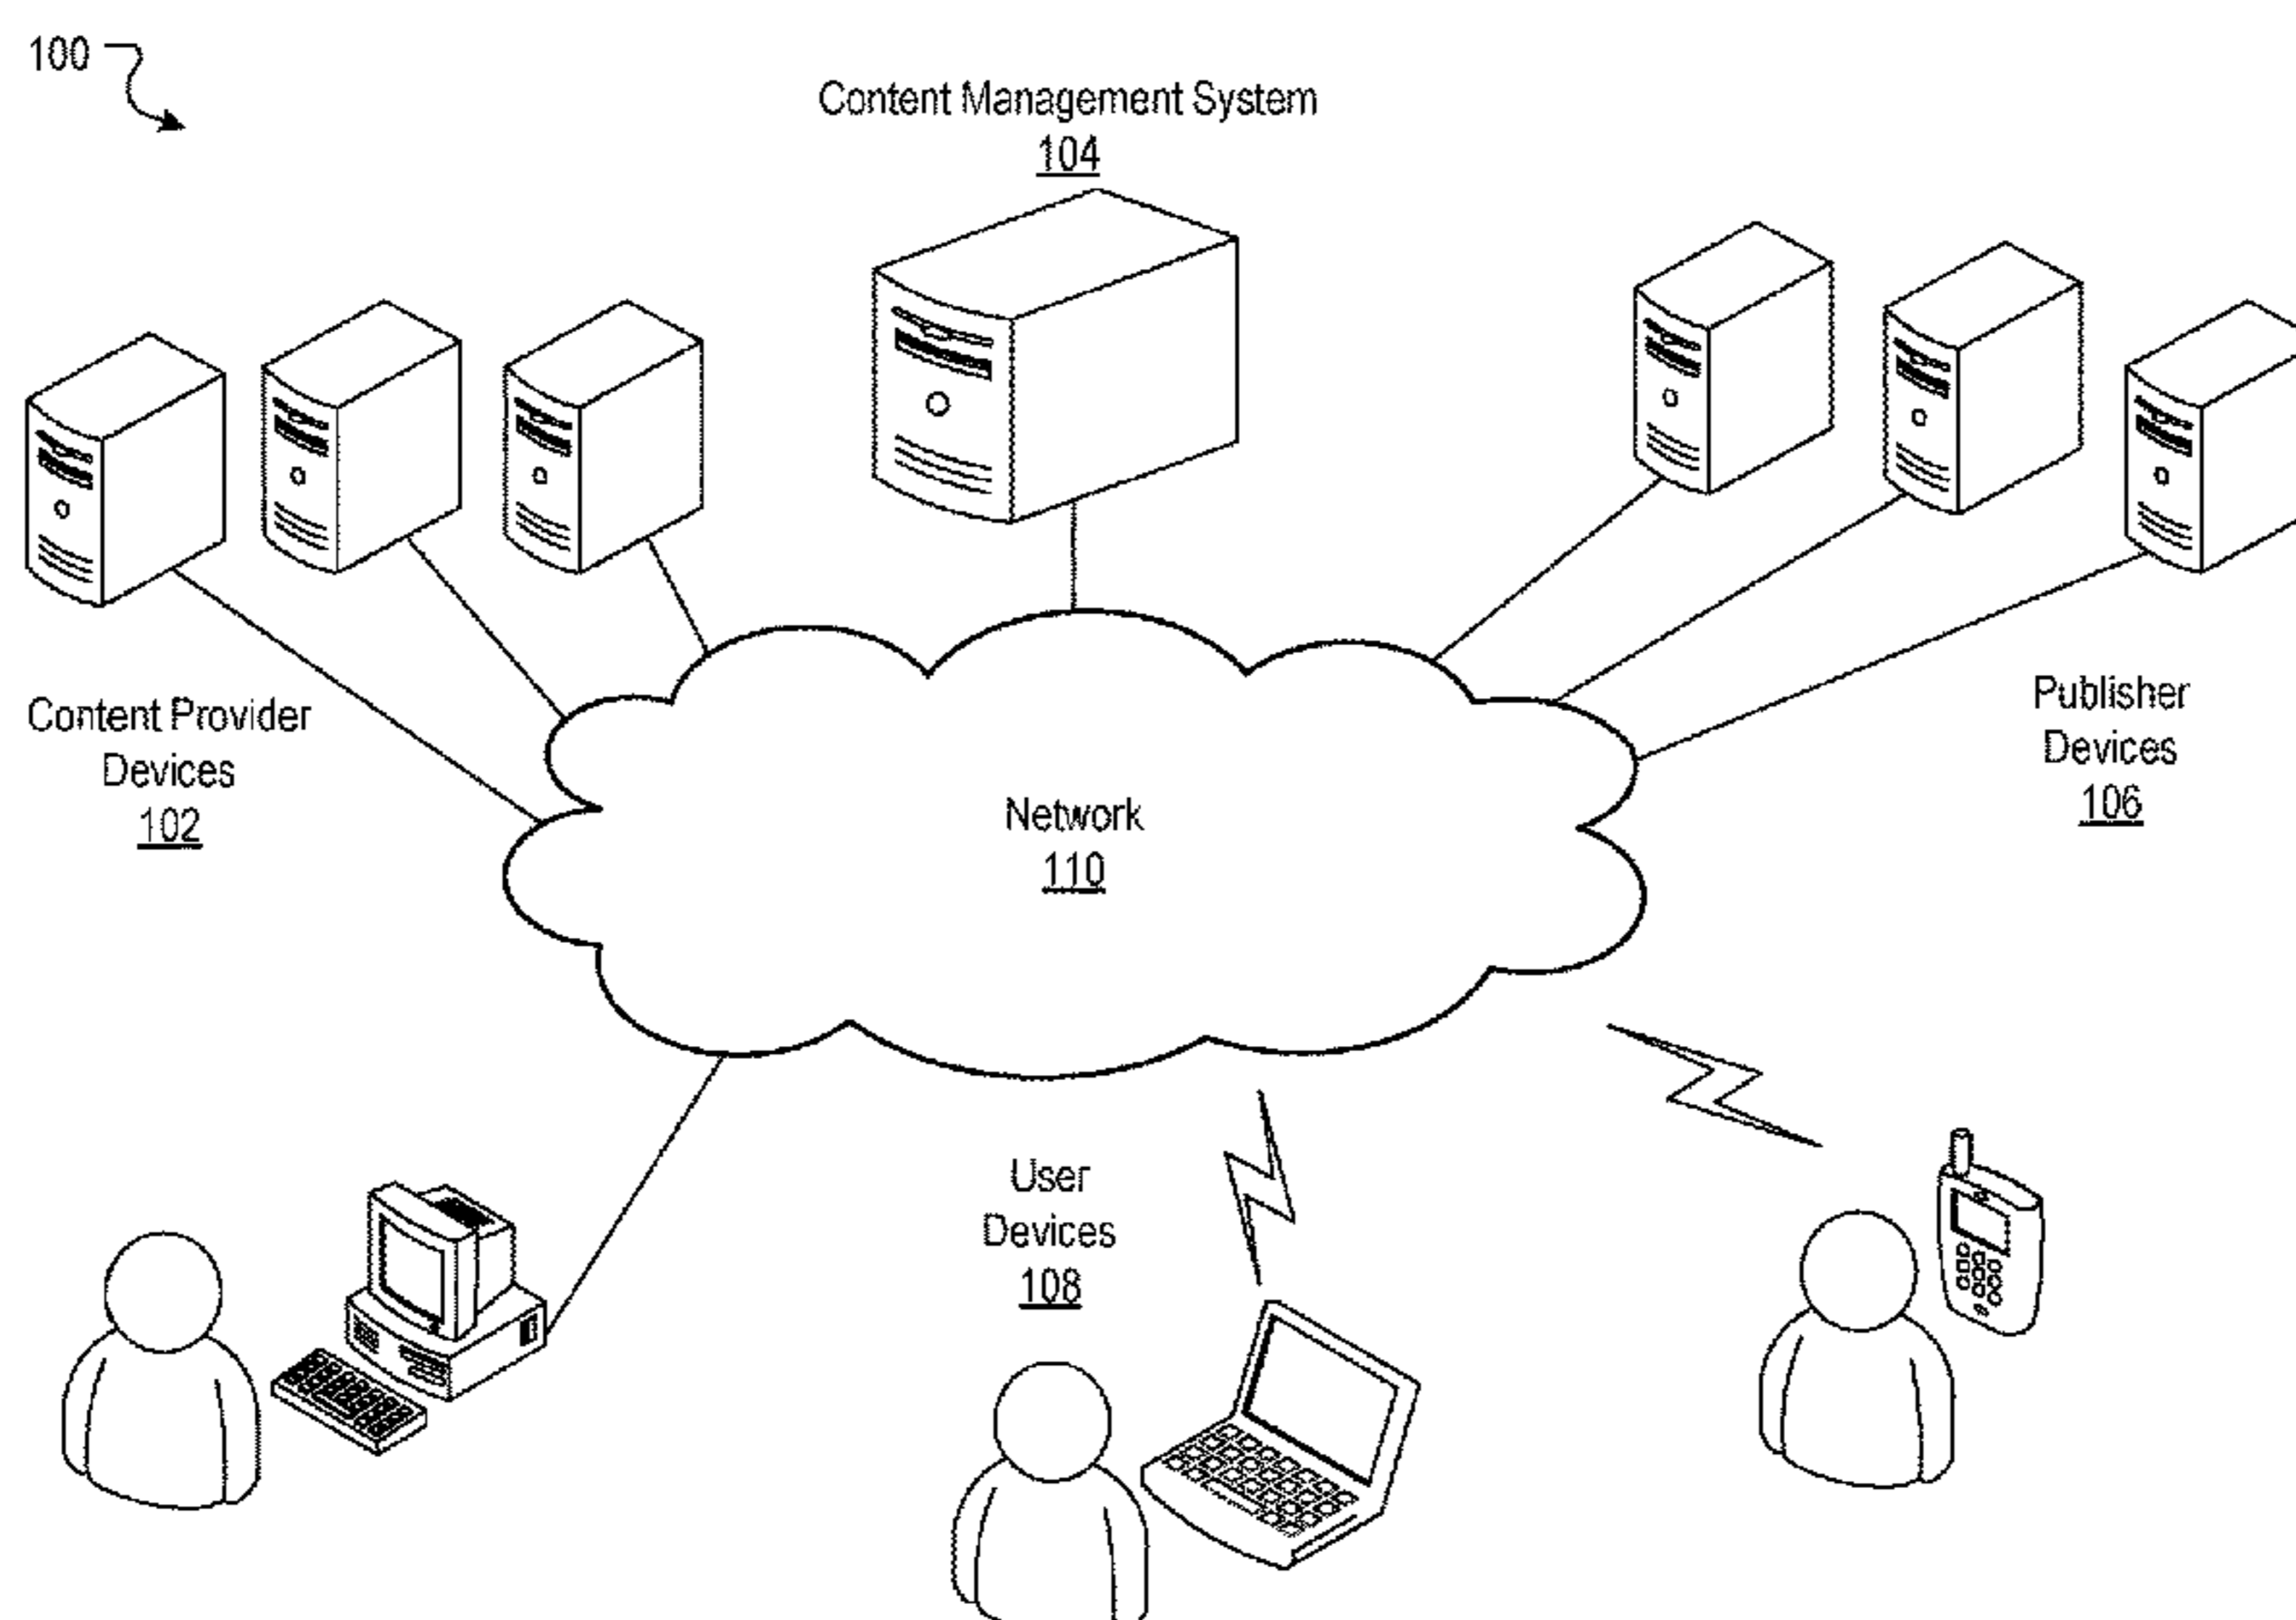 100
Content Management System
104
Content Provider
Devices
102
Publisher
Devices
106
Network
110
User
Devices
108